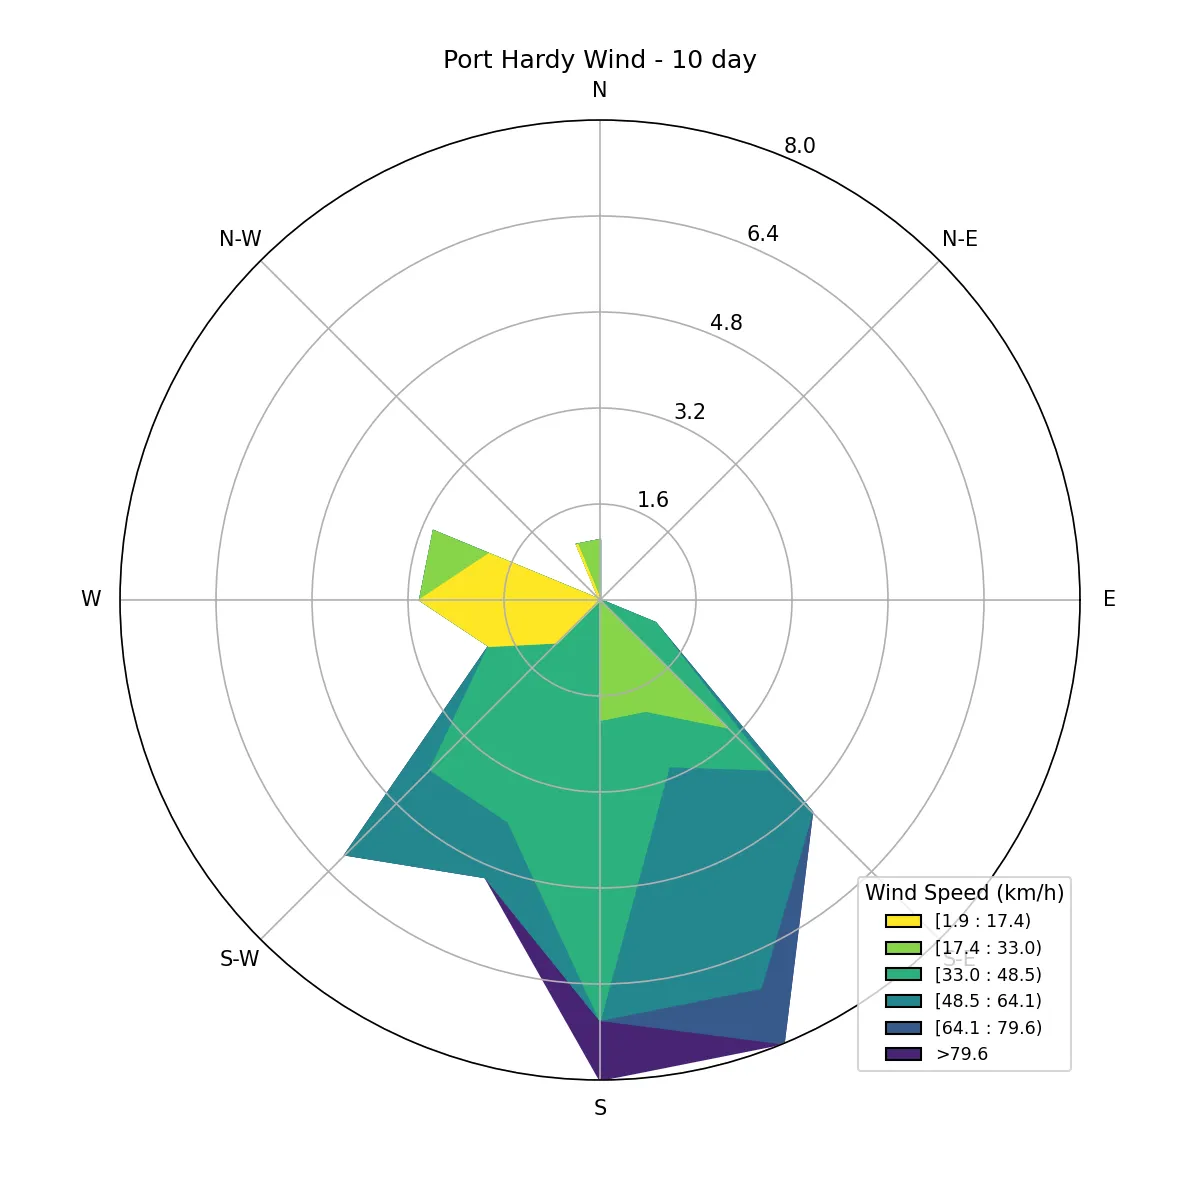 Port Hardy Wind - 10 day
N
8.0
N-W
N-E
6.4
4.8
3.2
1.6
W
E
Wind Speed (km/h)
[1.9 : 17.4)
[17.4 : 33.0)
[33.0 : 48.5)
[48.5 : 64.1)
[64.1 : 79.6)
>79.6
S-W
S-E
S